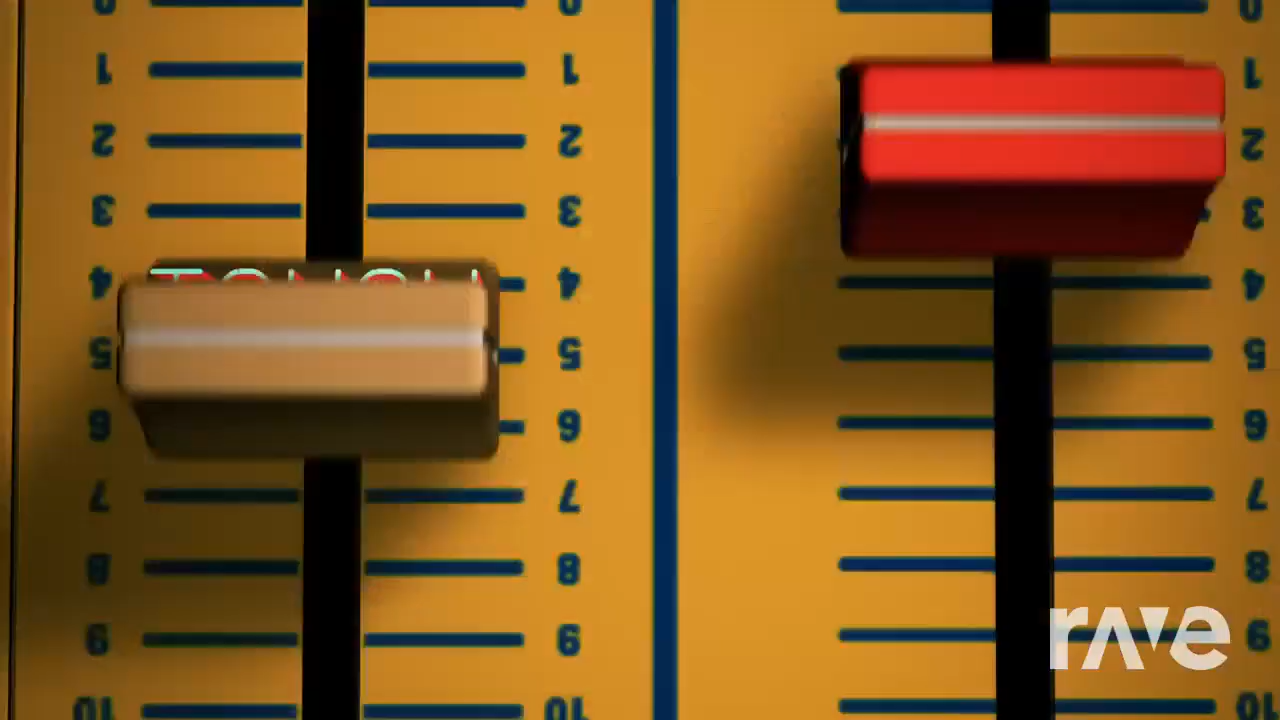 0 0 0
1 1 1
2 2 2
3 3 3
4 4 4
5 5 5
6 6 6
7 7 7
8 8 8
9 9 9
10 10 10
rave